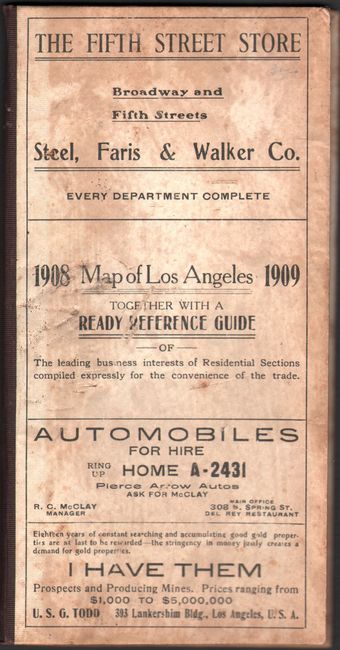 THE FIFTH STREET STORE
Broadway and
Fifth Streets
Steel, Faris & Walker Co.
EVERY DEPARTMENT COMPLETE
1908 Map of Los Angeles 1909
TOGETHER WITH A
READY REFERENCE GUIDE
—OF—
The leading business interests of Residential Sections
compiled expressly for the convenience of the trade.
AUTOMOBILES
FOR HIRE
RING UP HOME A-2431
Pierce Arrow Autos
ASK FOR McCLAY
R. C. McCLAY
MANAGER
MAIN OFFICE
308 S. SPRING ST.
DEL REY RESTAURANT
Eighteen years of constant searching and accumulating good gold proper-
ties are at last to be rewarded—the stringency in money justly creates a
demand for gold properties.
I HAVE THEM
Prospects and Producing Mines. Prices ranging from
$1,000 TO $5,000,000
U. S. G. TODD 393 Lankershim Bldg., Los Angeles, U. S. A.